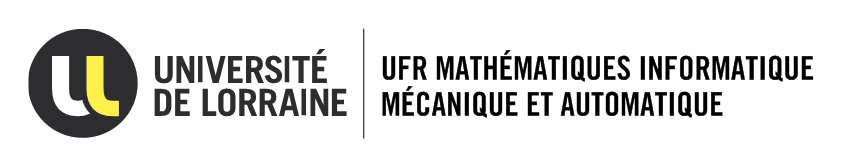 UNIVERSITÉ
DE LORRAINE
UFR MATHÉMATIQUES INFORMATIQUE
MÉCANIQUE ET AUTOMATIQUE